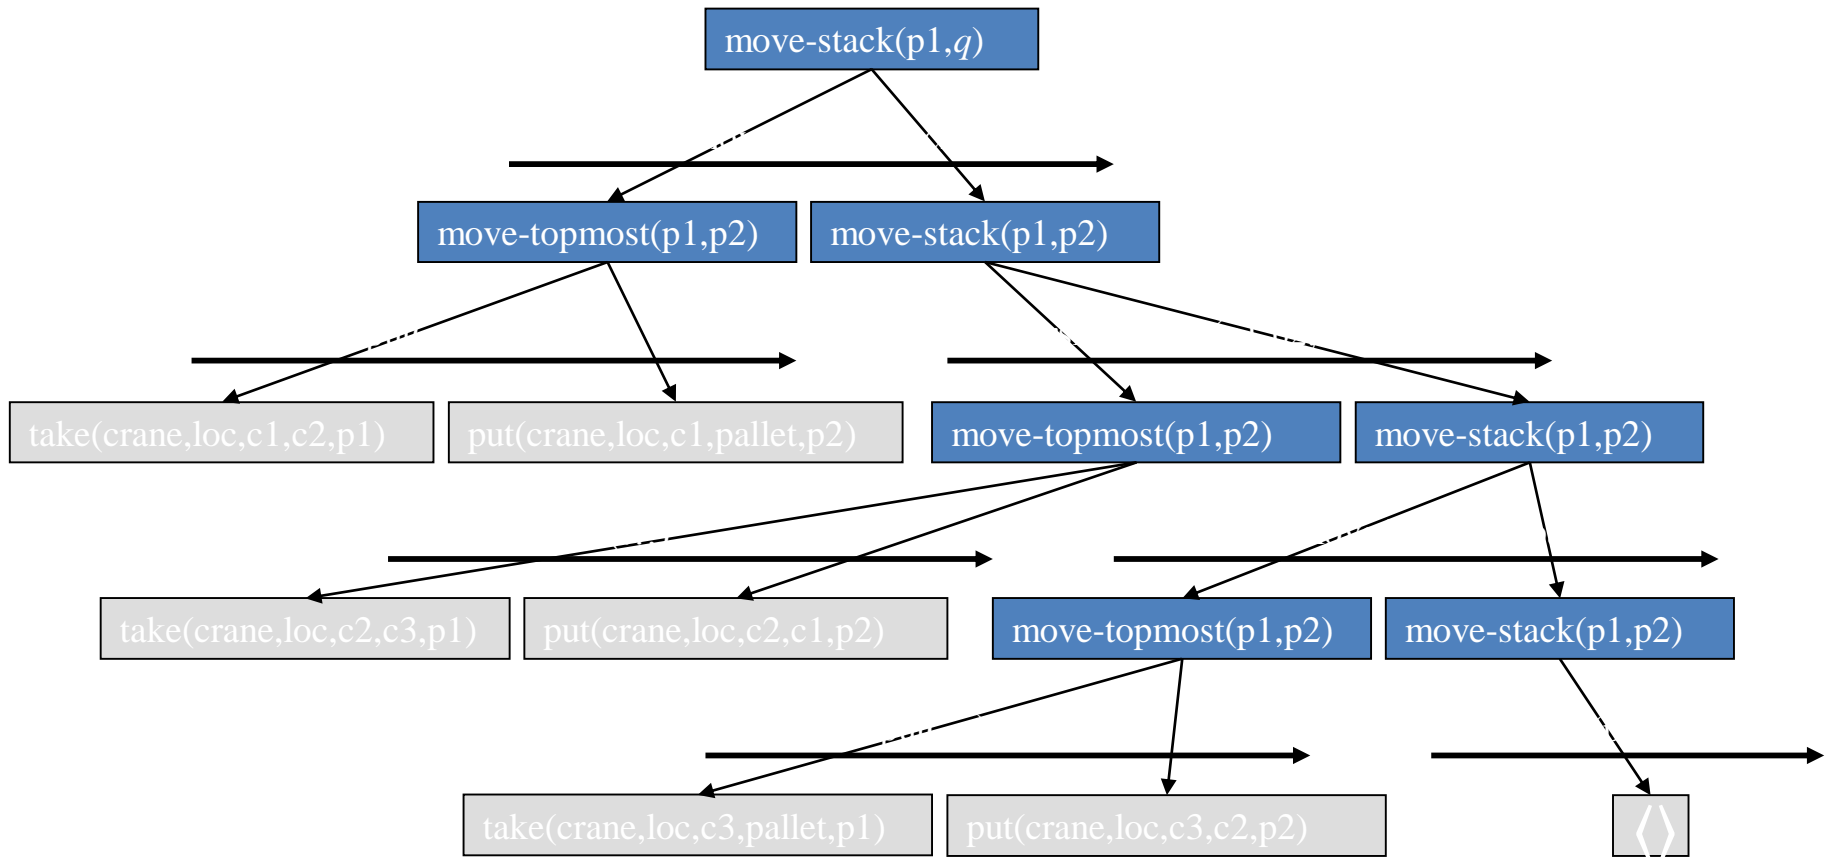 move-stack(p1,q)
move-topmost(p1,p2)
move-stack(p1,p2)
take(crane,loc,c1,c2,p1)
put(crane,loc,c1,pallet,p2)
move-topmost(p1,p2)
move-stack(p1,p2)
take(crane,loc,c2,c3,p1)
put(crane,loc,c2,c1,p2)
move-topmost(p1,p2)
move-stack(p1,p2)
take(crane,loc,c3,pallet,p1)
put(crane,loc,c3,c2,p2)
⟨⟩